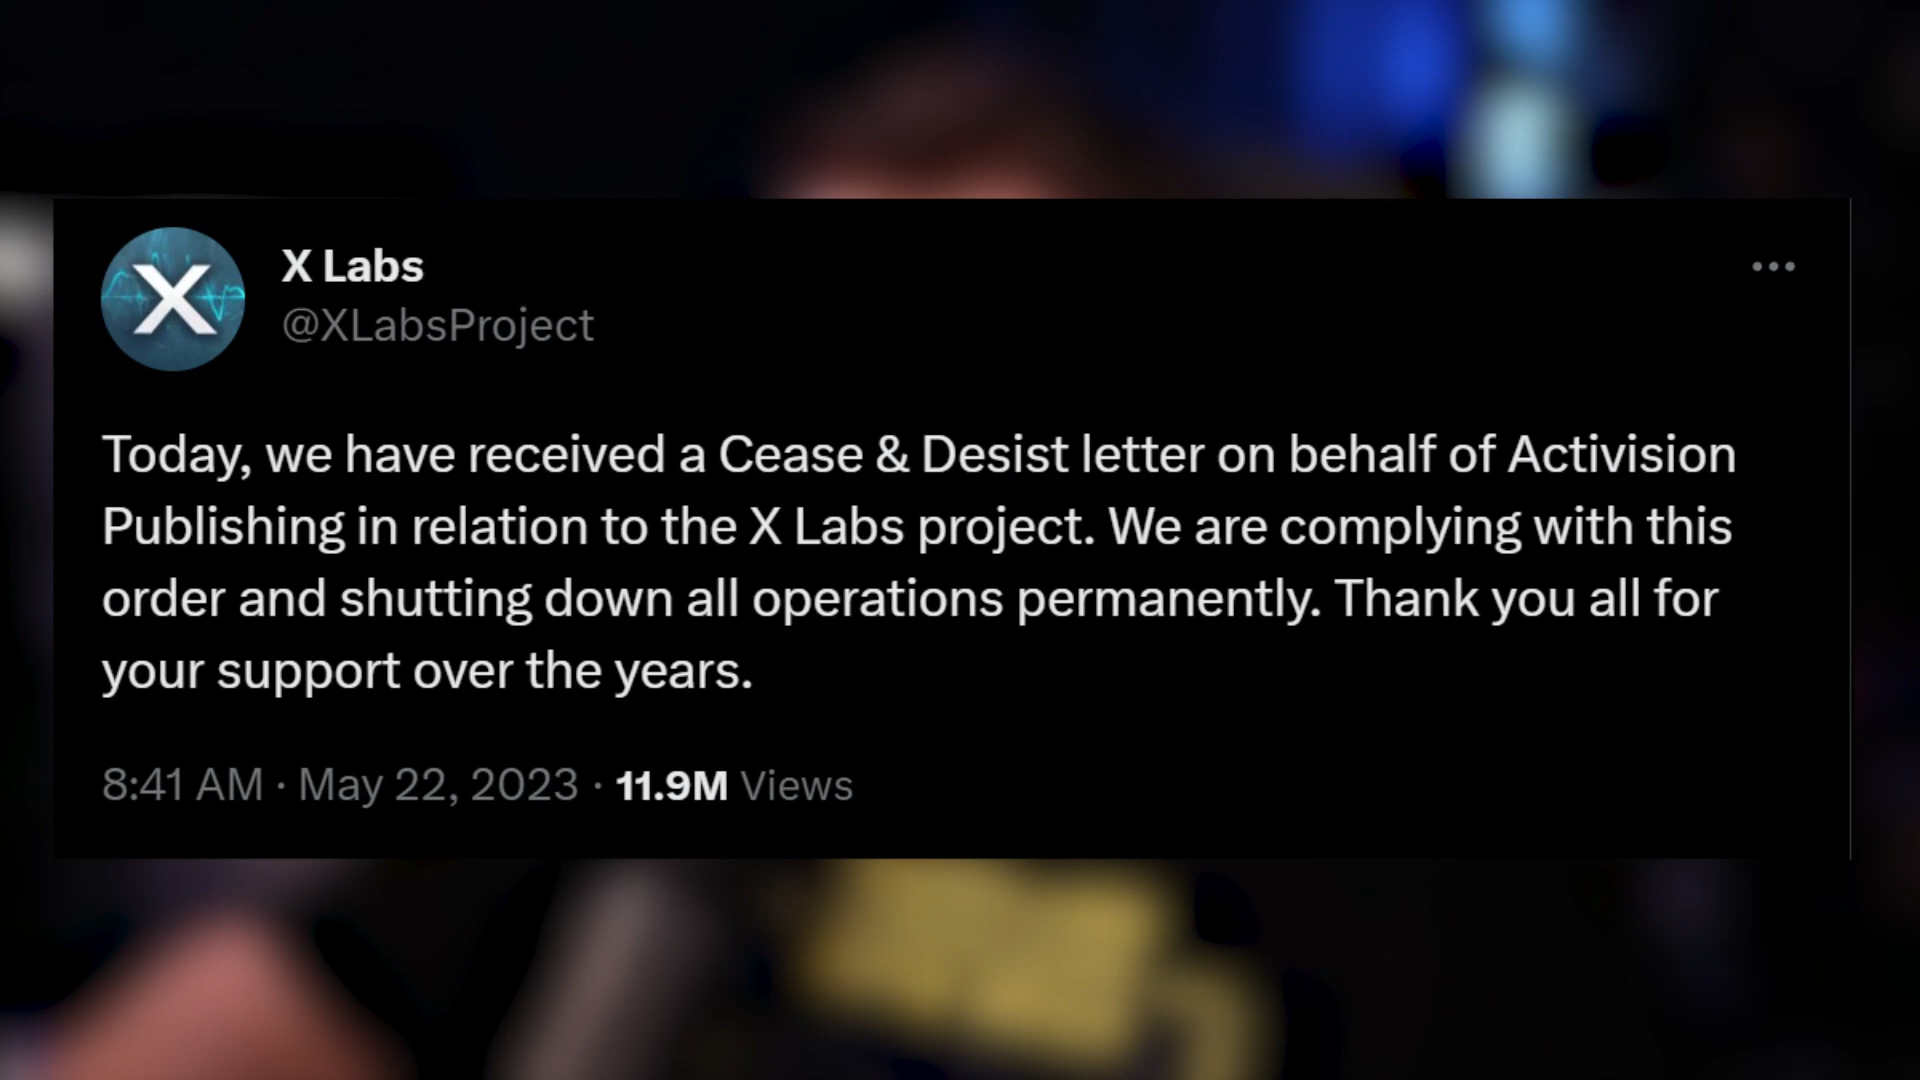 X Labs
@XLabsProject
Today, we have received a Cease & Desist letter on behalf of Activision
Publishing in relation to the X Labs project. We are complying with this
order and shutting down all operations permanently. Thank you all for
your support over the years.
8:41 AM · May 22, 2023 · 11.9M Views